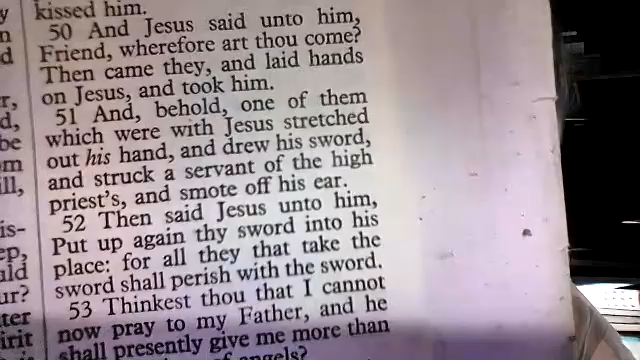 kissed him.
50 And Jesus said unto him,
Friend, wherefore art thou come?
Then came they, and laid hands
on Jesus, and took him.
51 And, behold, one of them
which were with Jesus stretched
out his hand, and drew his sword,
and struck a servant of the high
priest's, and smote off his ear.
52 Then said Jesus unto him,
Put up again thy sword into his
place: for all they that take the
sword shall perish with the sword.
53 Thinkest thou that I cannot
now pray to my Father, and he
shall presently give me more than
of angels?